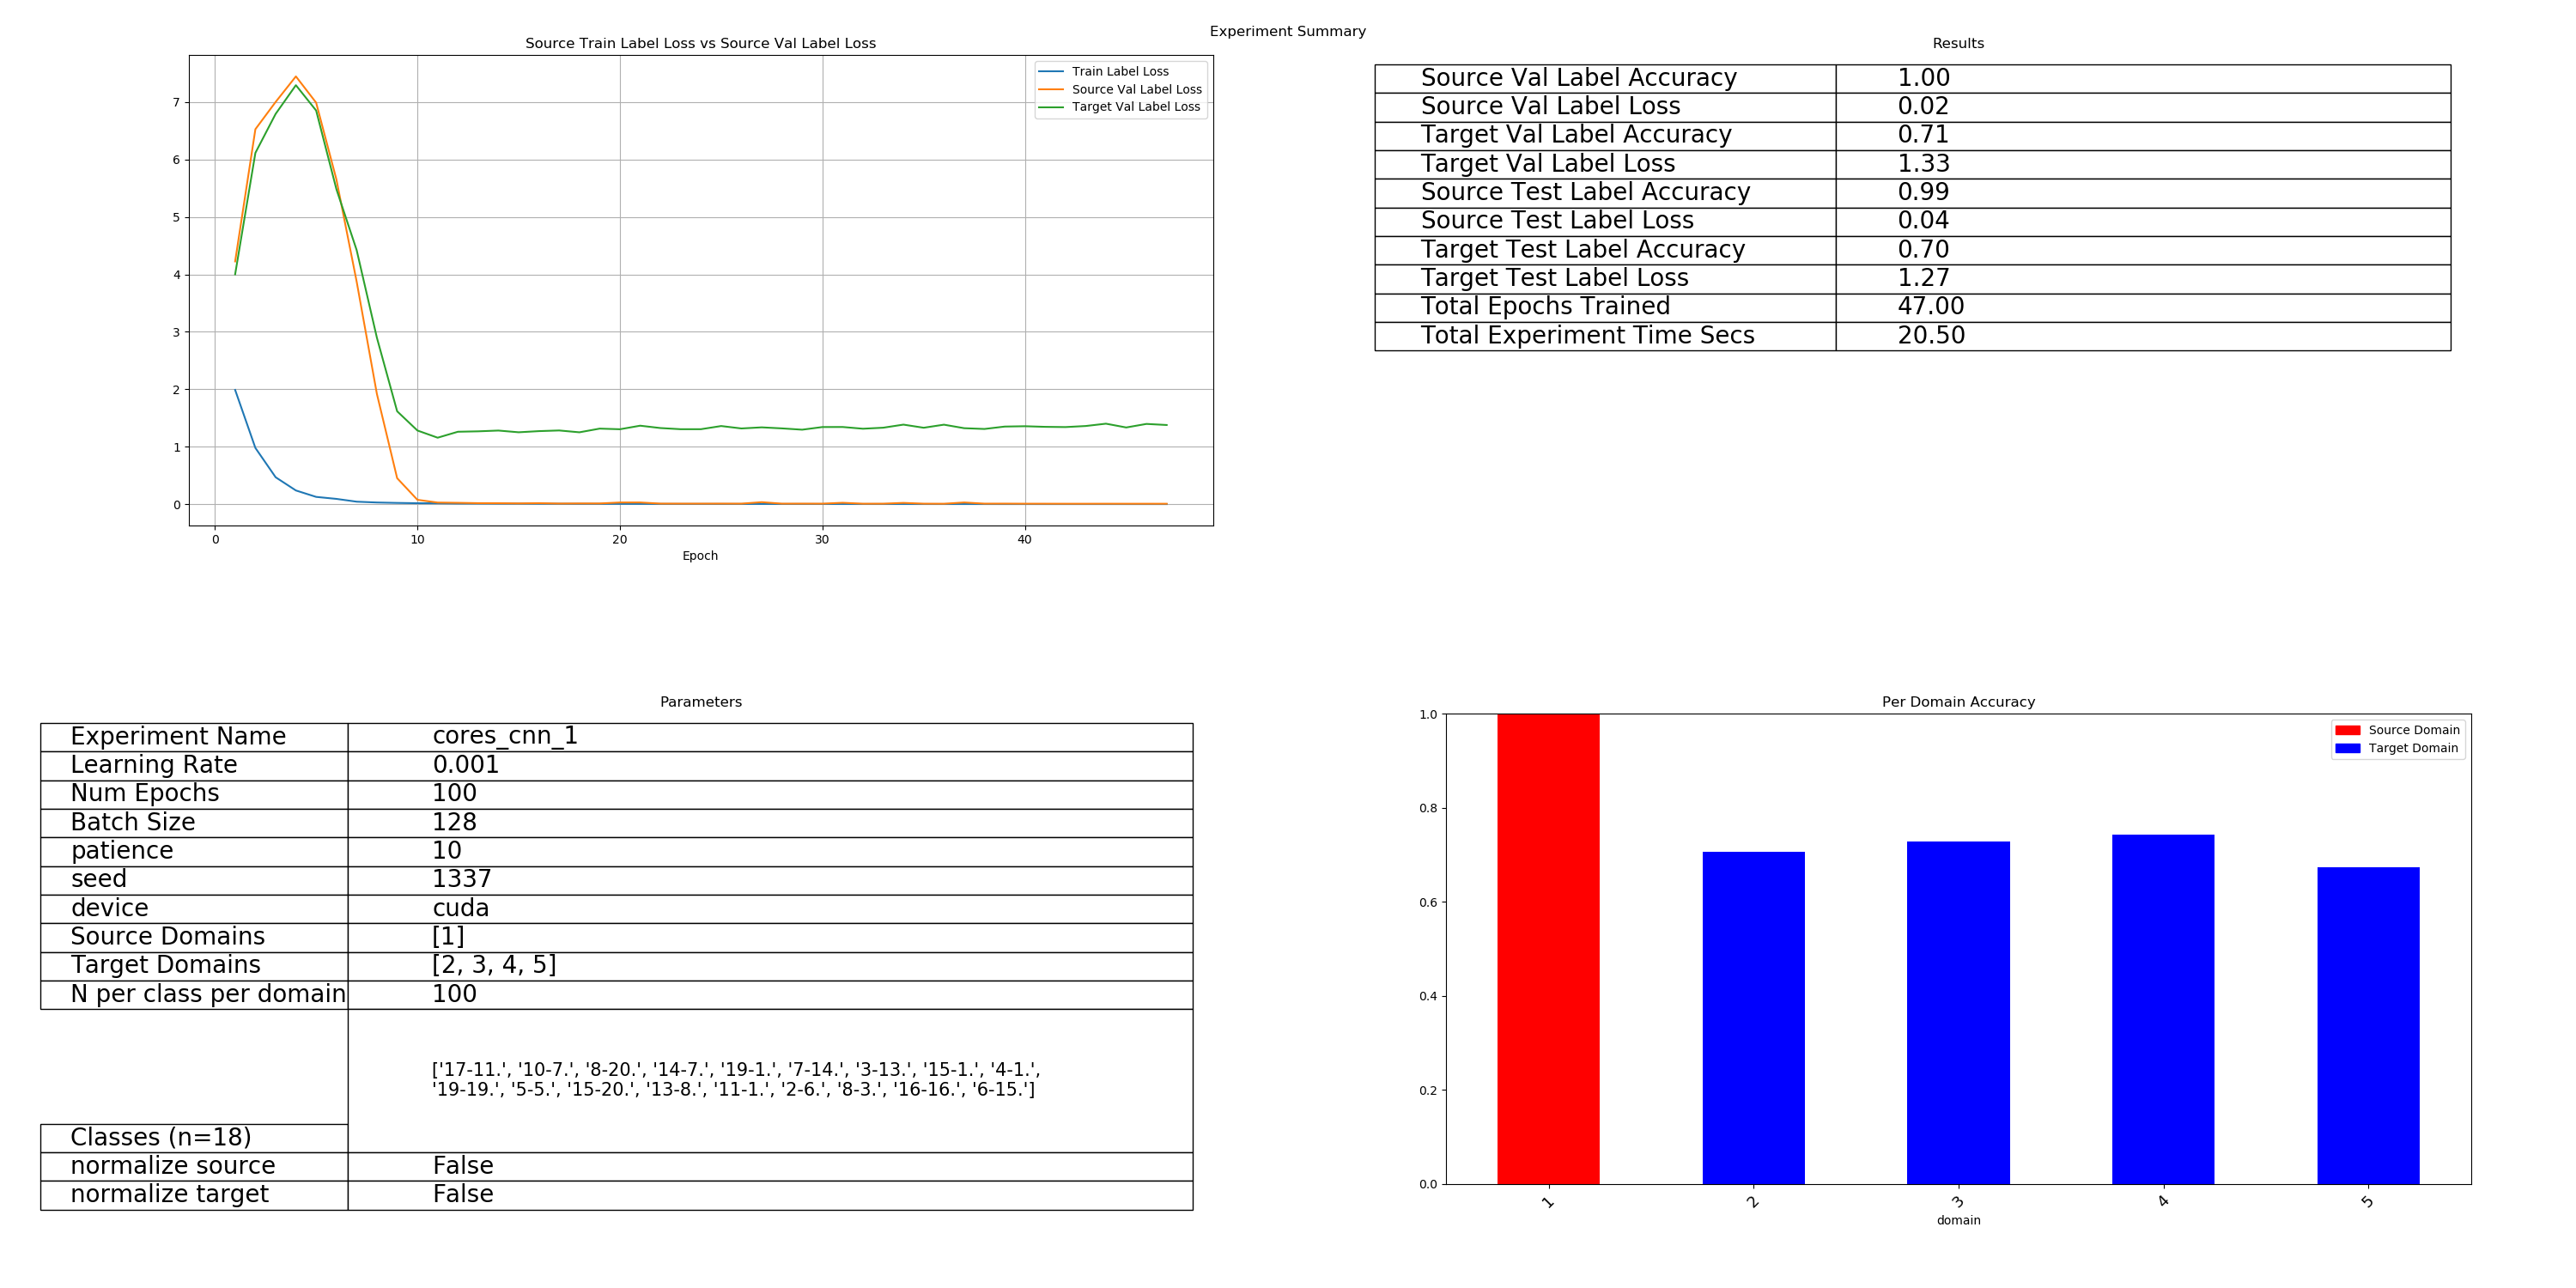 Experiment Summary
Source Train Label Loss vs Source Val Label Loss
Train Label Loss
Source Val Label Loss
Target Val Label Loss
7
6
5
4
3
2
1
0
0 10 20 30 40
Epoch
Results
Source Val Label Accuracy 1.00
Source Val Label Loss 0.02
Target Val Label Accuracy 0.71
Target Val Label Loss 1.33
Source Test Label Accuracy 0.99
Source Test Label Loss 0.04
Target Test Label Accuracy 0.70
Target Test Label Loss 1.27
Total Epochs Trained 47.00
Total Experiment Time Secs 20.50
Parameters
Experiment Name cores_cnn_1
Learning Rate 0.001
Num Epochs 100
Batch Size 128
patience 10
seed 1337
device cuda
Source Domains [1]
Target Domains [2, 3, 4, 5]
N per class per domain 100
['17-11.', '10-7.', '8-20.', '14-7.', '19-1.', '7-14.', '3-13.', '15-1.', '4-1.',
'19-19.', '5-5.', '15-20.', '13-8.', '11-1.', '2-6.', '8-3.', '16-16.', '6-15.']
Classes (n=18)
normalize source False
normalize target False
Per Domain Accuracy
Source Domain
Target Domain
1.0
0.8
0.6
0.4
0.2
0.0
1 2 3 4 5
domain